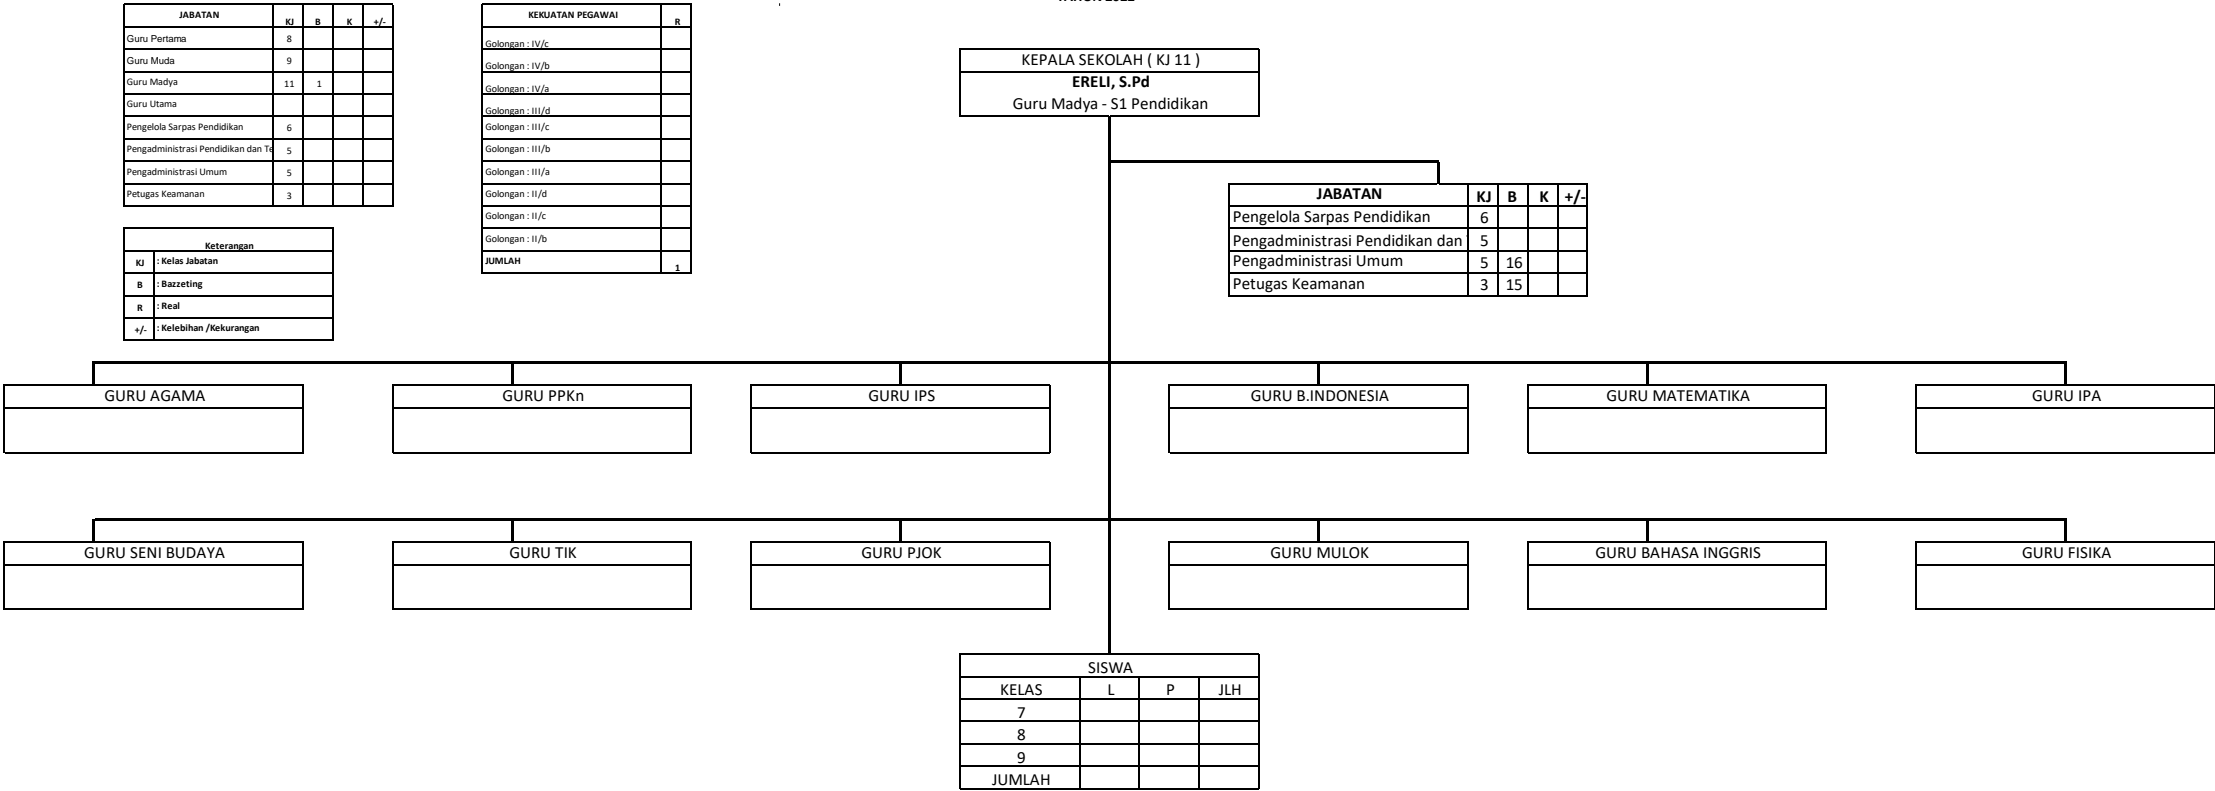 JABATAN KJ B K +/-
Guru Pertama 8
Guru Muda 9
Guru Madya 11 1
Guru Utama
Pengelola Sarpas Pendidikan 6
Pengadministrasi Pendidikan dan Te 5
Pengadministrasi Umum 5
Petugas Keamanan 3
Keterangan
KJ : Kelas Jabatan
B : Bazzeting
R : Real
+/- : Kelebihan /Kekurangan
KEKUATAN PEGAWAI R
Golongan : IV/c
Golongan : IV/b
Golongan : IV/a
Golongan : III/d
Golongan : III/c
Golongan : III/b
Golongan : III/a
Golongan : II/d
Golongan : II/c
Golongan : II/b
JUMLAH 1
KEPALA SEKOLAH ( KJ 11 )
ERELI, S.Pd
Guru Madya - S1 Pendidikan
JABATAN KJ B K +/-
Pengelola Sarpas Pendidikan 6
Pengadministrasi Pendidikan dan 5
Pengadministrasi Umum 5 16
Petugas Keamanan 3 15
GURU AGAMA
GURU PPKn
GURU IPS
GURU B.INDONESIA
GURU MATEMATIKA
GURU IPA
GURU SENI BUDAYA
GURU TIK
GURU PJOK
GURU MULOK
GURU BAHASA INGGRIS
GURU FISIKA
SISWA
KELAS L P JLH
7
8
9
JUMLAH